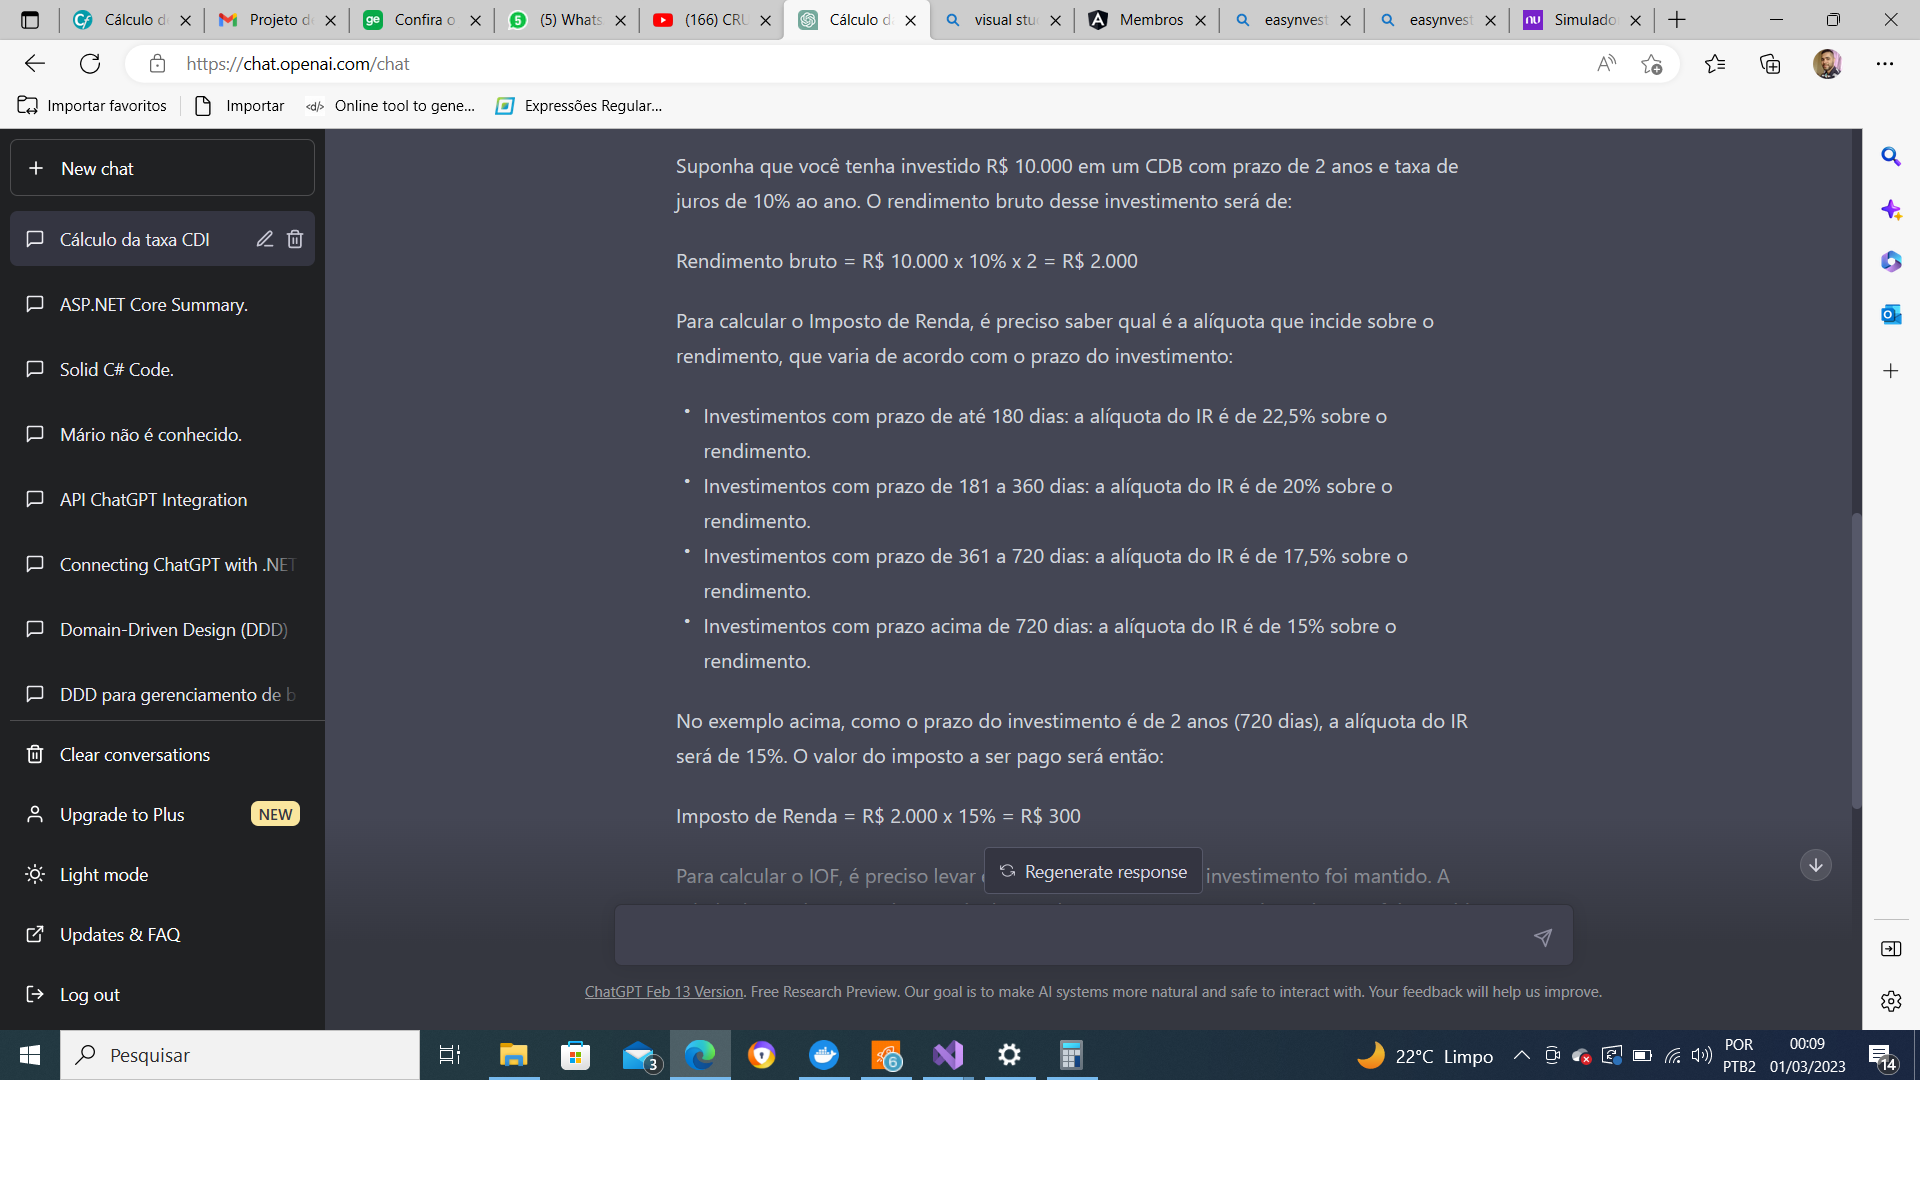 Cálculo d
Projeto d
Confira o
(5) Whats
(166) CRU
Cálculo d
visual stu
Membros
easynvest
easynvest
Simulado
https://chat.openai.com/chat
Importar favoritos
Importar
Online tool to gene...
Expressões Regular...
New chat
Cálculo da taxa CDI
ASP.NET Core Summary.
Solid C# Code.
Mário não é conhecido.
API ChatGPT Integration
Connecting ChatGPT with .NET
Domain-Driven Design (DDD)
DDD para gerenciamento de b
Clear conversations
Upgrade to Plus
NEW
Light mode
Updates & FAQ
Log out
Suponha que você tenha investido R$ 10.000 em um CDB com prazo de 2 anos e taxa de
juros de 10% ao ano. O rendimento bruto desse investimento será de:
Rendimento bruto = R$ 10.000 x 10% x 2 = R$ 2.000
Para calcular o Imposto de Renda, é preciso saber qual é a alíquota que incide sobre o
rendimento, que varia de acordo com o prazo do investimento:
• Investimentos com prazo de até 180 dias: a alíquota do IR é de 22,5% sobre o
rendimento.
• Investimentos com prazo de 181 a 360 dias: a alíquota do IR é de 20% sobre o
rendimento.
• Investimentos com prazo de 361 a 720 dias: a alíquota do IR é de 17,5% sobre o
rendimento.
• Investimentos com prazo acima de 720 dias: a alíquota do IR é de 15% sobre o
rendimento.
No exemplo acima, como o prazo do investimento é de 2 anos (720 dias), a alíquota do IR
será de 15%. O valor do imposto a ser pago será então:
Imposto de Renda = R$ 2.000 x 15% = R$ 300
Para calcular o IOF, é preciso levar
investimento foi mantido. A
Regenerate response
ChatGPT Feb 13 Version. Free Research Preview. Our goal is to make AI systems more natural and safe to interact with. Your feedback will help us improve.
Pesquisar
3
6
22°C Limpo
POR
PTB2
00:09
01/03/2023
14